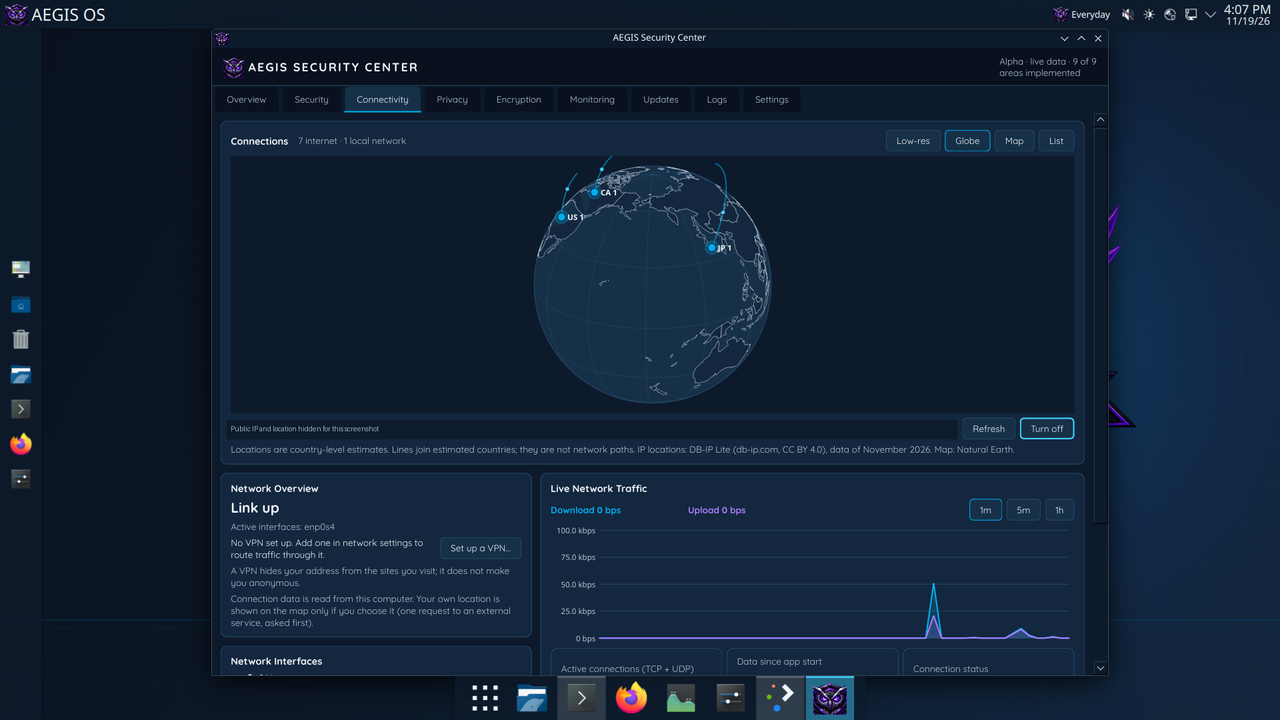 AEGIS OS
Everyday
4:07 PM
11/19/26
AEGIS Security Center
AEGIS SECURITY CENTER
Alpha · live data · 9 of 9
areas implemented
Overview
Security
Connectivity
Privacy
Encryption
Monitoring
Updates
Logs
Settings
Connections
7 internet · 1 local network
Low-res
Globe
Map
List
CA 1
US 1
JP 1
Public IP and location hidden for this screenshot
Refresh
Turn off
Locations are country-level estimates. Lines join estimated countries; they are not network paths. IP locations: DB-IP Lite (db-ip.com, CC BY 4.0), data of November 2026. Map: Natural Earth.
Network Overview
Link up
Active interfaces: enp0s4
No VPN set up. Add one in network settings to
route traffic through it.
Set up a VPN...
A VPN hides your address from the sites you visit; it does not make
you anonymous.
Connection data is read from this computer. Your own location is
shown on the map only if you choose it (one request to an external
service, asked first).
Network Interfaces
Live Network Traffic
Download 0 bps
Upload 0 bps
1m
5m
1h
100.0 kbps
75.0 kbps
50.0 kbps
25.0 kbps
0 bps
Active connections (TCP + UDP)
Data since app start
Connection status